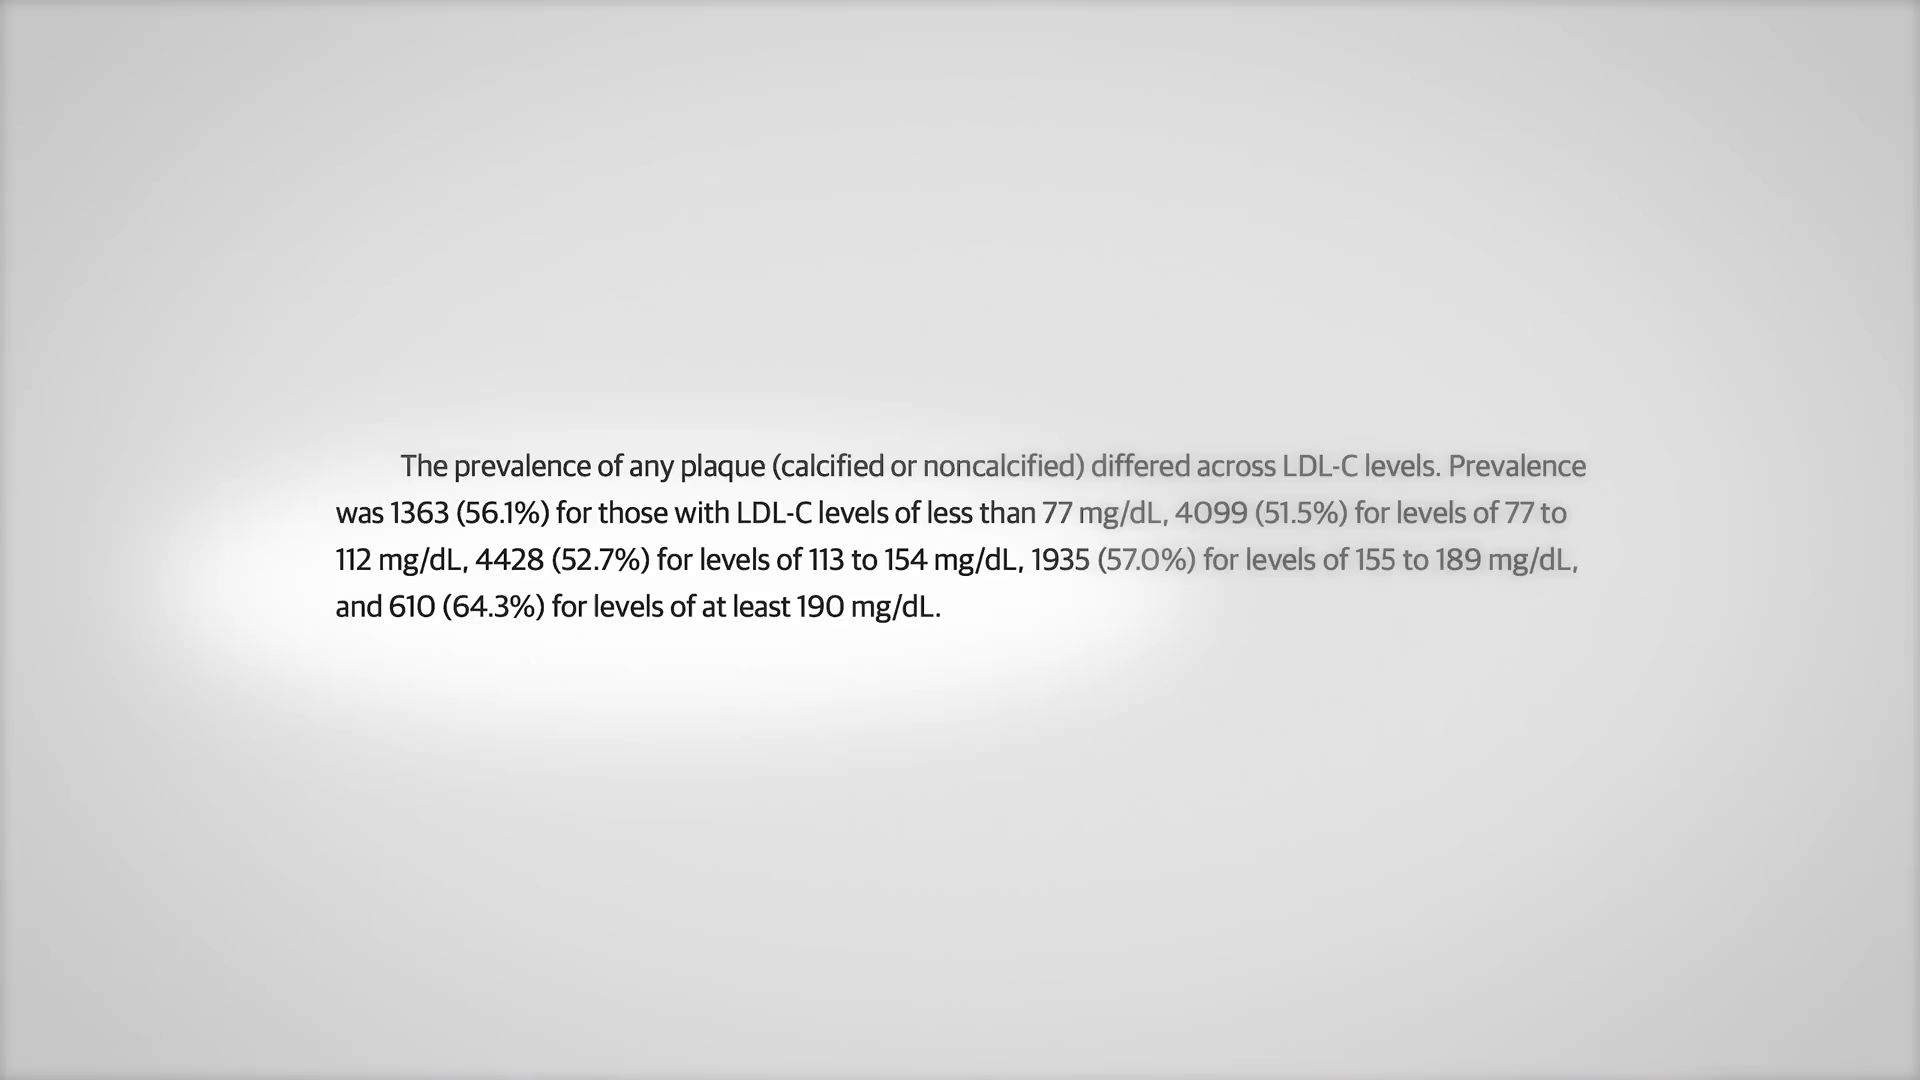 The prevalence of any plaque (calcified or noncalcified) differed across LDL-C levels. Prevalence
was 1363 (56.1%) for those with LDL-C levels of less than 77 mg/dL, 4099 (51.5%) for levels of 77 to
112 mg/dL, 4428 (52.7%) for levels of 113 to 154 mg/dL, 1935 (57.0%) for levels of 155 to 189 mg/dL,
and 610 (64.3%) for levels of at least 190 mg/dL.